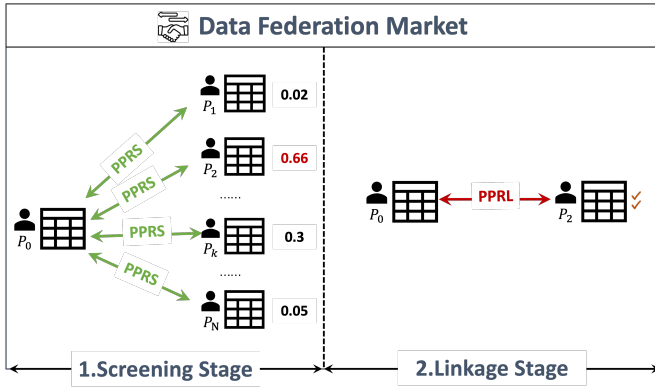 Data Federation Market
P1
0.02
PPRS
P2
0.66
PPRS
......
P0
PPRS
Pk
0.3
......
PPRS
PN
0.05
P0
PPRL
P2
1.Screening Stage
2.Linkage Stage